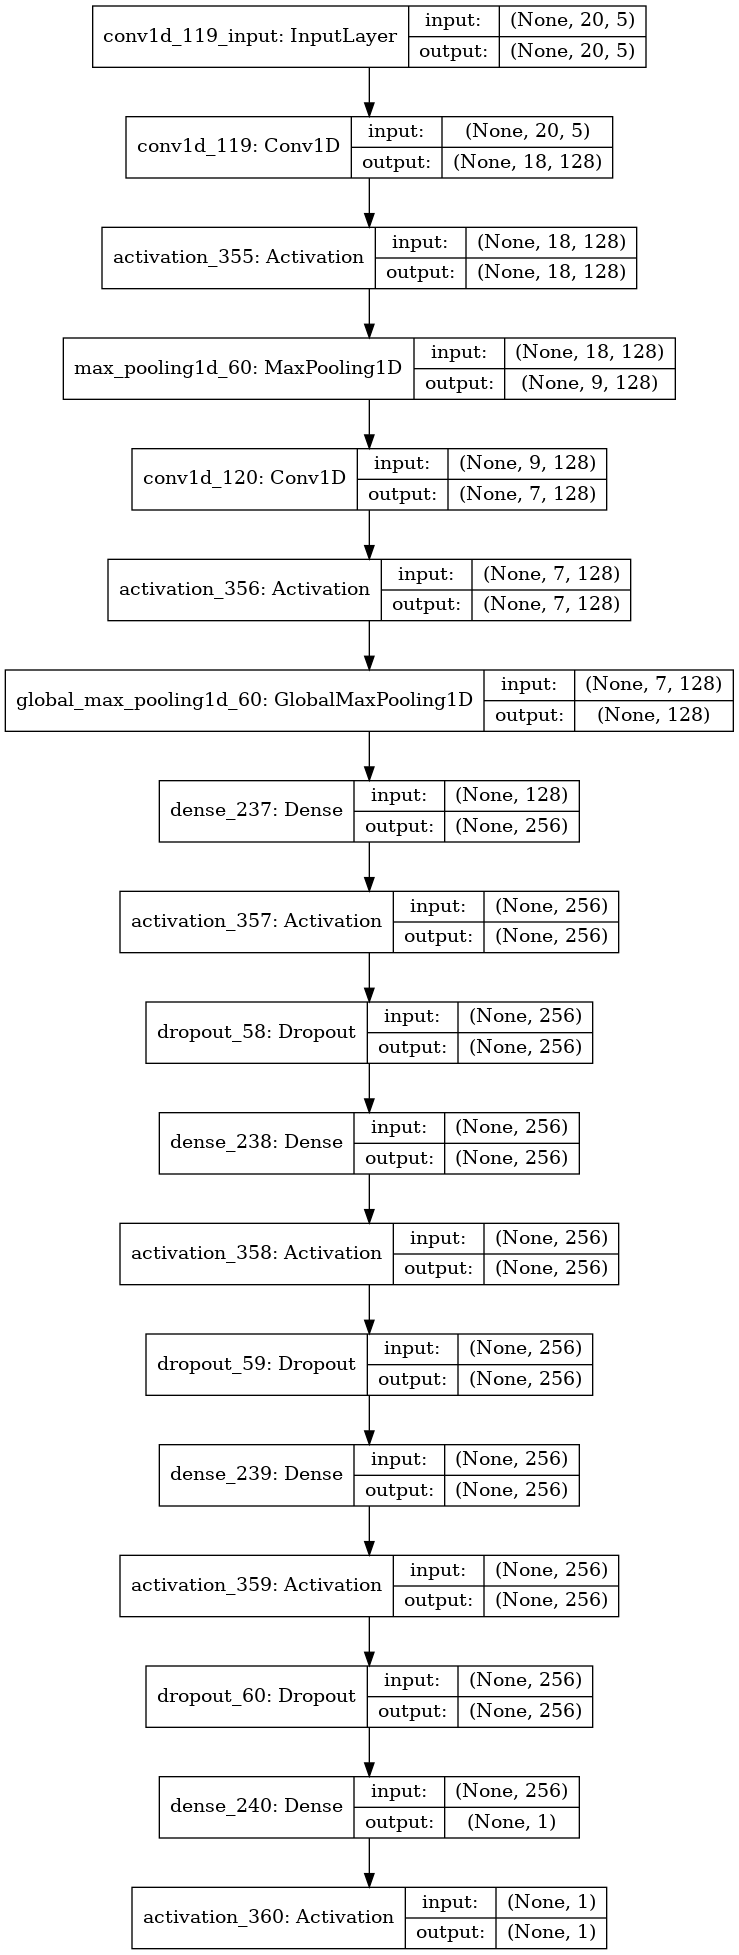 conv1d_119_input: InputLayer
input: (None, 20, 5)
output: (None, 20, 5)
conv1d_119: Conv1D
input: (None, 20, 5)
output: (None, 18, 128)
activation_355: Activation
input: (None, 18, 128)
output: (None, 18, 128)
max_pooling1d_60: MaxPooling1D
input: (None, 18, 128)
output: (None, 9, 128)
conv1d_120: Conv1D
input: (None, 9, 128)
output: (None, 7, 128)
activation_356: Activation
input: (None, 7, 128)
output: (None, 7, 128)
global_max_pooling1d_60: GlobalMaxPooling1D
input: (None, 7, 128)
output: (None, 128)
dense_237: Dense
input: (None, 128)
output: (None, 256)
activation_357: Activation
input: (None, 256)
output: (None, 256)
dropout_58: Dropout
input: (None, 256)
output: (None, 256)
dense_238: Dense
input: (None, 256)
output: (None, 256)
activation_358: Activation
input: (None, 256)
output: (None, 256)
dropout_59: Dropout
input: (None, 256)
output: (None, 256)
dense_239: Dense
input: (None, 256)
output: (None, 256)
activation_359: Activation
input: (None, 256)
output: (None, 256)
dropout_60: Dropout
input: (None, 256)
output: (None, 256)
dense_240: Dense
input: (None, 256)
output: (None, 1)
activation_360: Activation
input: (None, 1)
output: (None, 1)